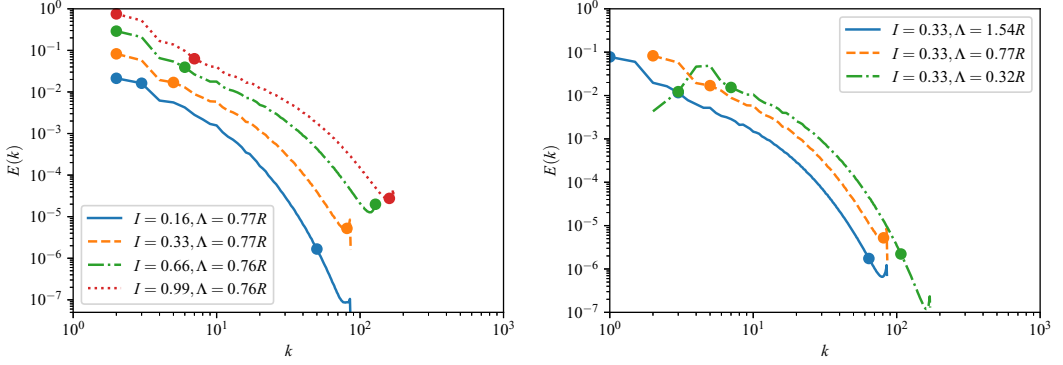 10^0
10^{-1}
10^{-2}
10^{-3}
10^{-4}
10^{-5}
10^{-6}
10^{-7}
E(k)
I = 0.16, Λ = 0.77R
I = 0.33, Λ = 0.77R
I = 0.66, Λ = 0.76R
I = 0.99, Λ = 0.76R
10^0 10^1 10^2 10^3
k
10^0
10^{-1}
10^{-2}
10^{-3}
10^{-4}
10^{-5}
10^{-6}
10^{-7}
E(k)
I = 0.33, Λ = 1.54R
I = 0.33, Λ = 0.77R
I = 0.33, Λ = 0.32R
10^0 10^1 10^2 10^3
k